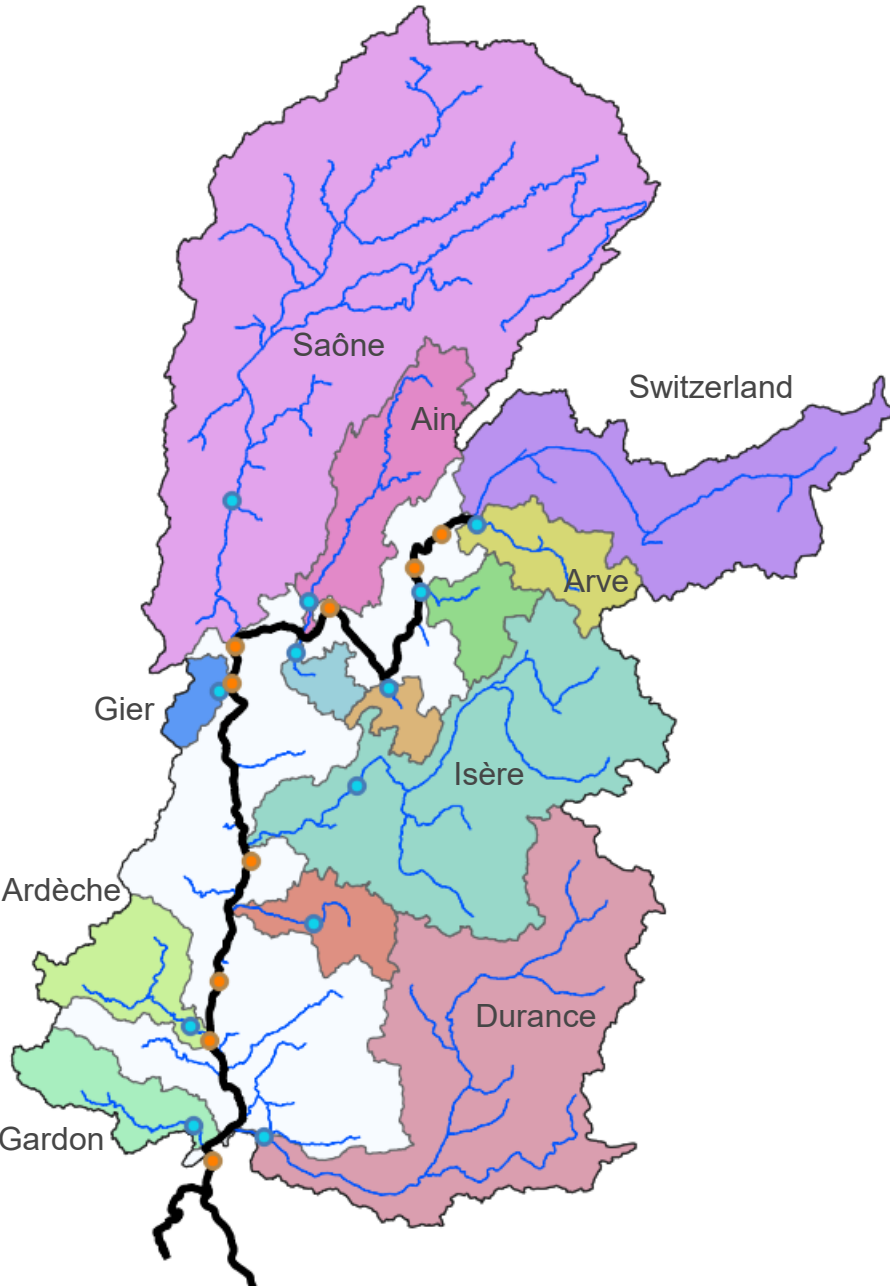 Saône
Switzerland
Ain
Arve
Gier
Isère
Ardèche
Durance
Gardon